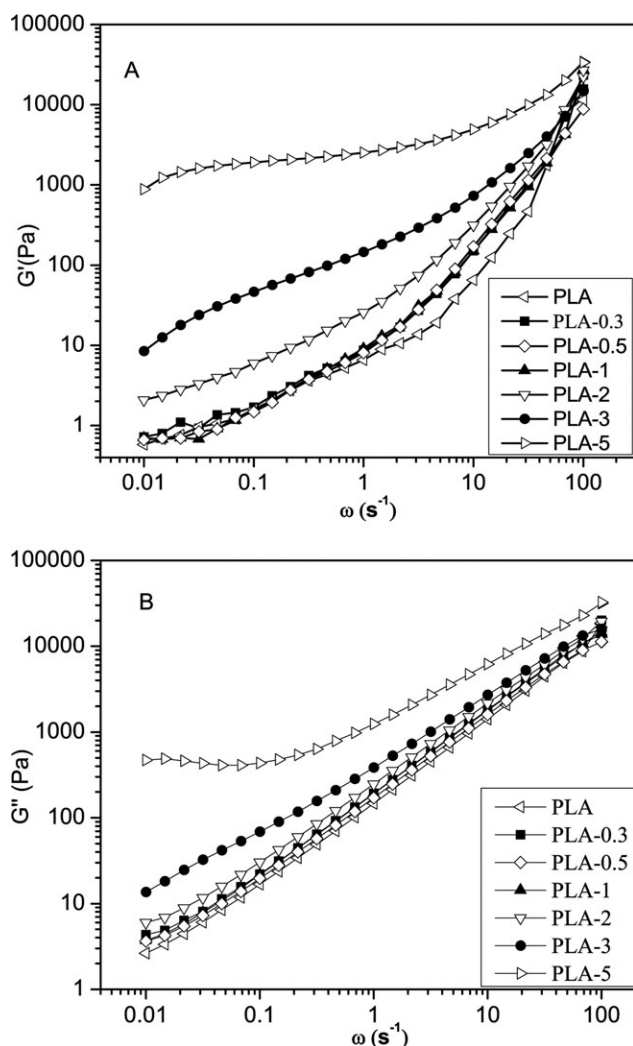 100000
A
10000
1000
G'(Pa)
100
10
1
PLA
PLA-0.3
PLA-0.5
PLA-1
PLA-2
PLA-3
PLA-5
0.01 0.1 1 10 100
ω (s⁻¹)
100000
B
10000
1000
G'' (Pa)
100
10
1
PLA
PLA-0.3
PLA-0.5
PLA-1
PLA-2
PLA-3
PLA-5
0.01 0.1 1 10 100
ω (s⁻¹)